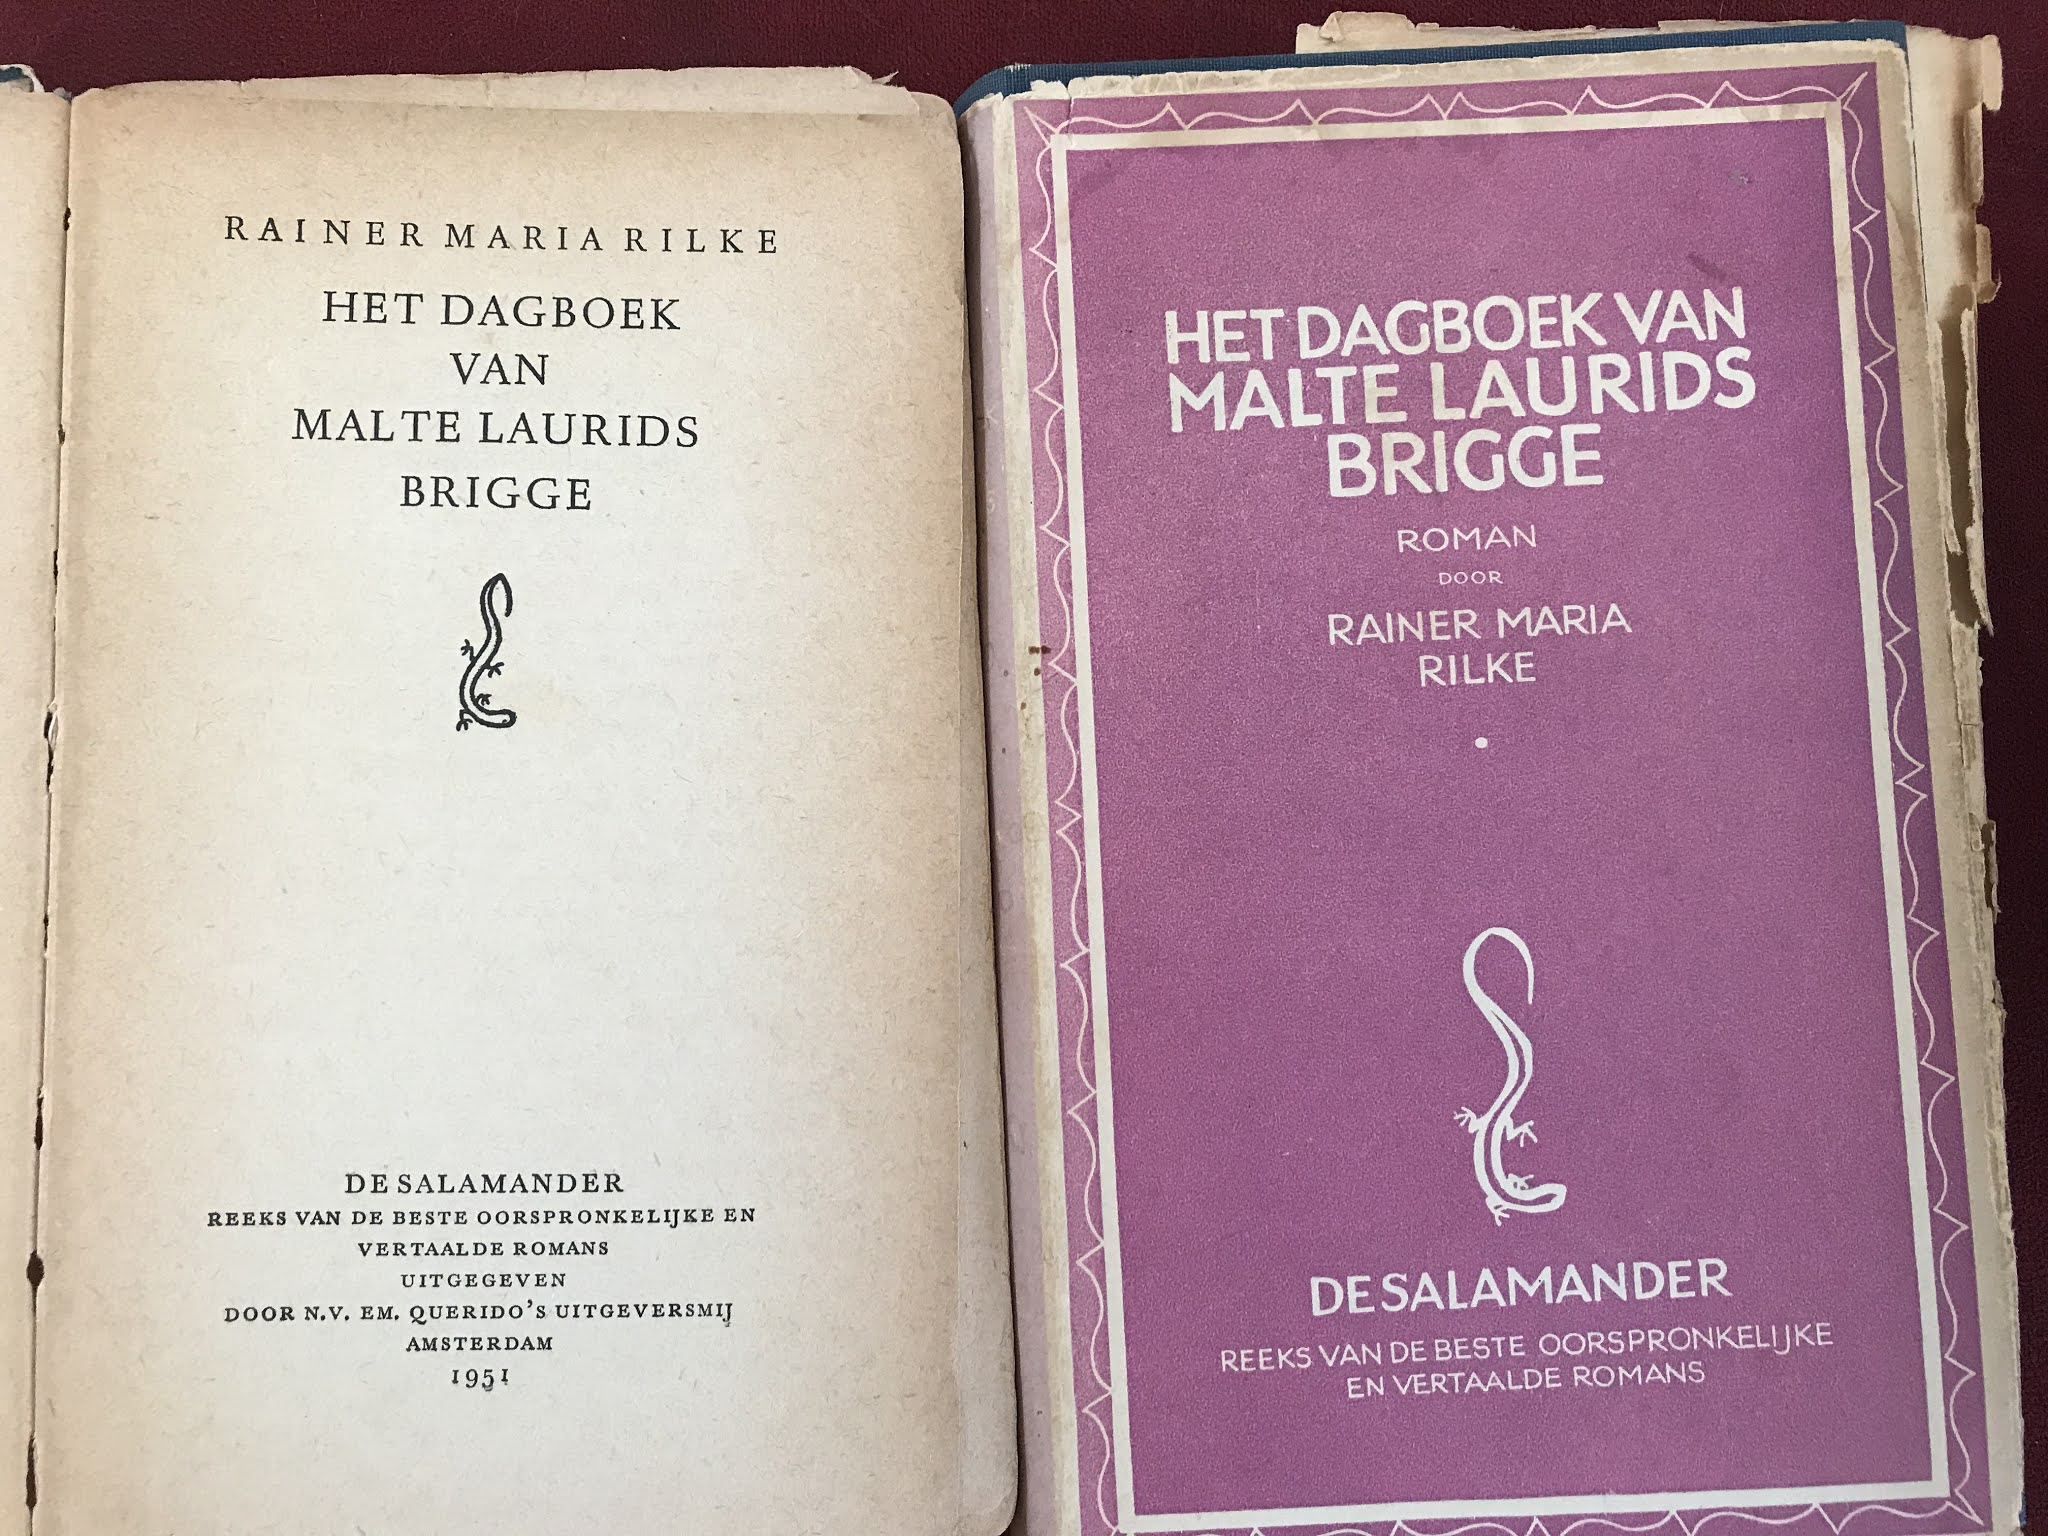 RAINER MARIA RILKE
HET DAGBOEK
VAN
MALTE LAURIDS
BRIGGE
DE SALAMANDER
REEKS VAN DE BESTE OORSPRONKELIJKE EN
VERTAALDE ROMANS
UITGEGEVEN
DOOR N.V. EM. QUERIDO'S UITGEVERSMIJ
AMSTERDAM
1951
HET DAGBOEK VAN
MALTE LAURIDS
BRIGGE
ROMAN
DOOR
RAINER MARIA
RILKE
DE SALAMANDER
REEKS VAN DE BESTE OORSPRONKELIJKE
EN VERTAALDE ROMANS